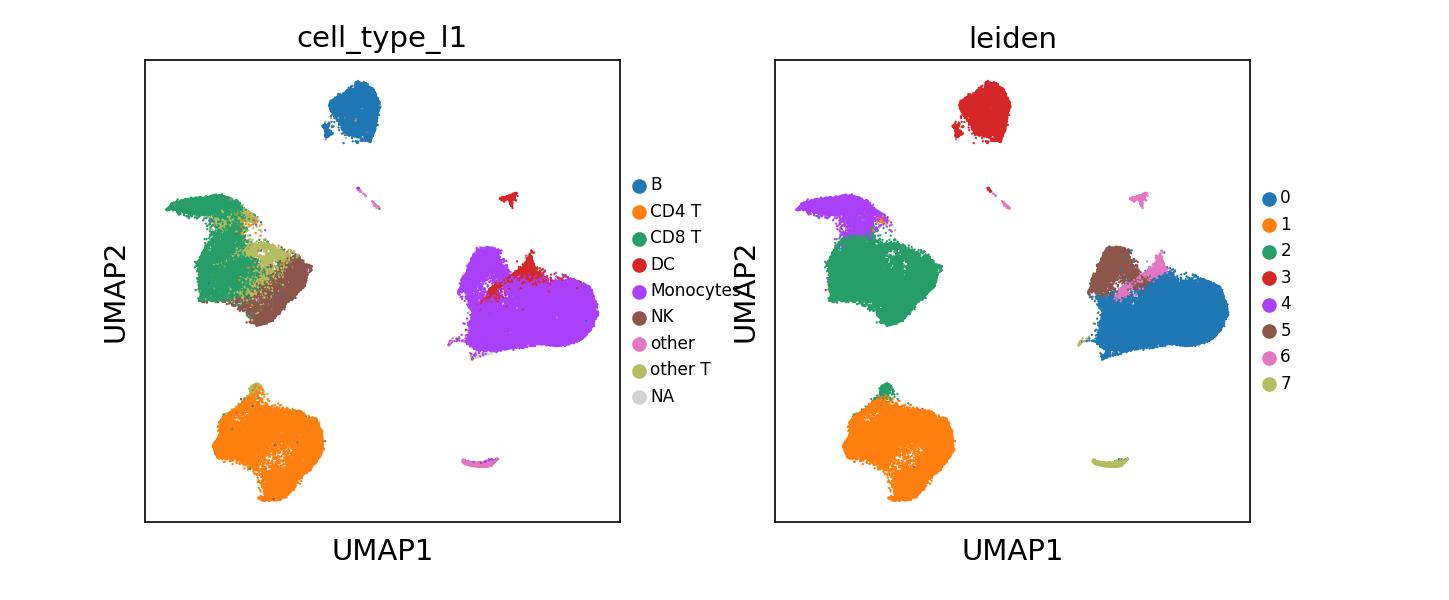 cell_type_l1
UMAP2
UMAP1
B
CD4 T
CD8 T
DC
Monocytes
NK
other
other T
NA
leiden
UMAP2
UMAP1
0
1
2
3
4
5
6
7